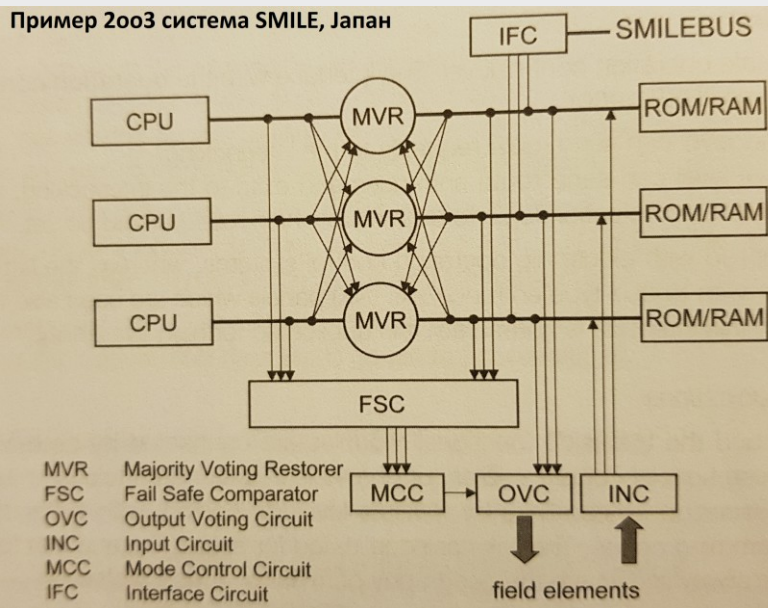 Пример 2оо3 система SMILE, Јапан
IFC
SMILEBUS
CPU
MVR
ROM/RAM
CPU
MVR
ROM/RAM
CPU
MVR
ROM/RAM
FSC
MCC
OVC
INC
MVR Majority Voting Restorer
FSC Fail Safe Comparator
OVC Output Voting Circuit
INC Input Circuit
MCC Mode Control Circuit
IFC Interface Circuit
field elements